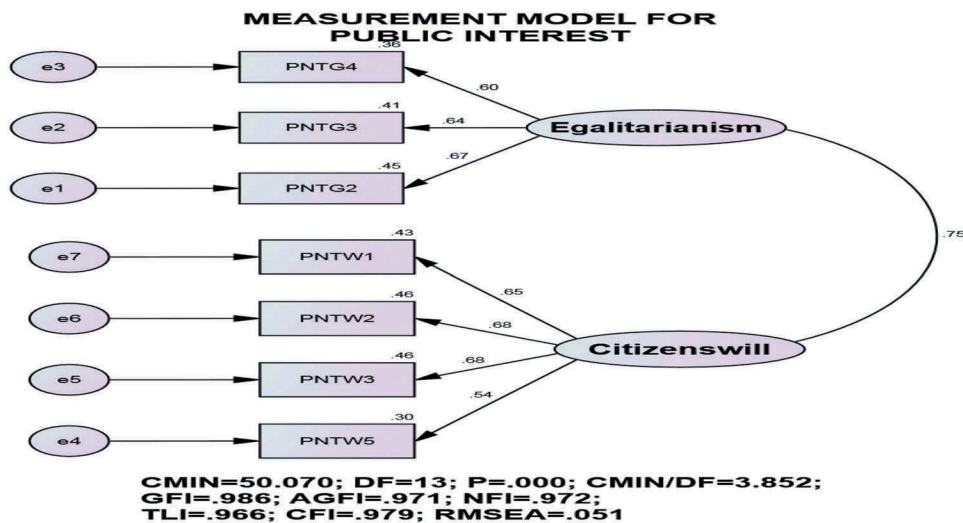 MEASUREMENT MODEL FOR
PUBLIC INTEREST
.36
e3 PNTG4
.60
.41
e2 PNTG3 .64 Egalitarianism
.67
.45
e1 PNTG2
.75
.43
e7 PNTW1
.65
.46
e6 PNTW2 .68
Citizenswill
.46
e5 PNTW3 .68
.54
.30
e4 PNTW5
CMIN=50.070; DF=13; P=.000; CMIN/DF=3.852;
GFI=.986; AGFI=.971; NFI=.972;
TLI=.966; CFI=.979; RMSEA=.051